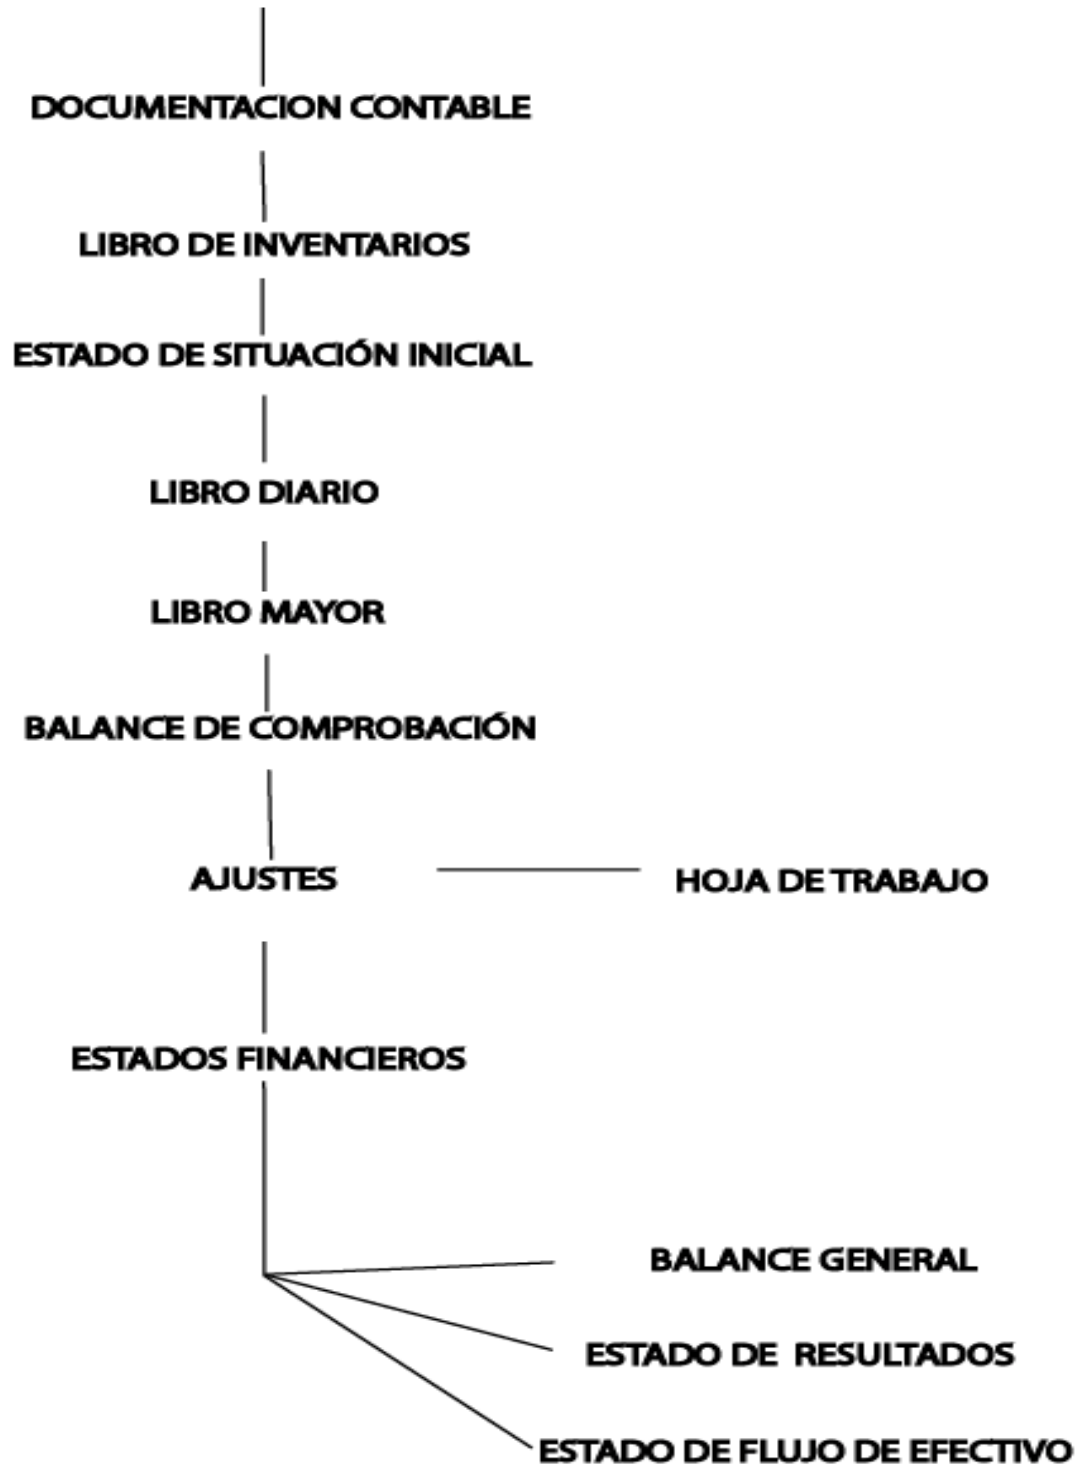 DOCUMENTACION CONTABLE
LIBRO DE INVENTARIOS
ESTADO DE SITUACIÓN INICIAL
LIBRO DIARIO
LIBRO MAYOR
BALANCE DE COMPROBACIÓN
AJUSTES
HOJA DE TRABAJO
ESTADOS FINANCIEROS
BALANCE GENERAL
ESTADO DE RESULTADOS
ESTADO DE FLUJO DE EFECTIVO